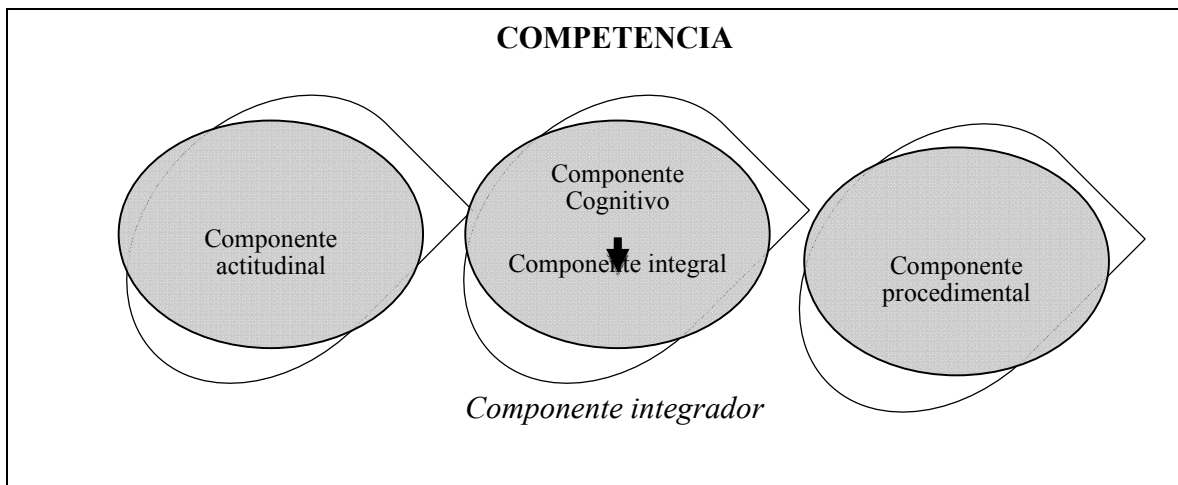 COMPETENCIA
Componente
actitudinal
Componente
Cognitivo
Componente integral
Componente
procedimental
Componente integrador